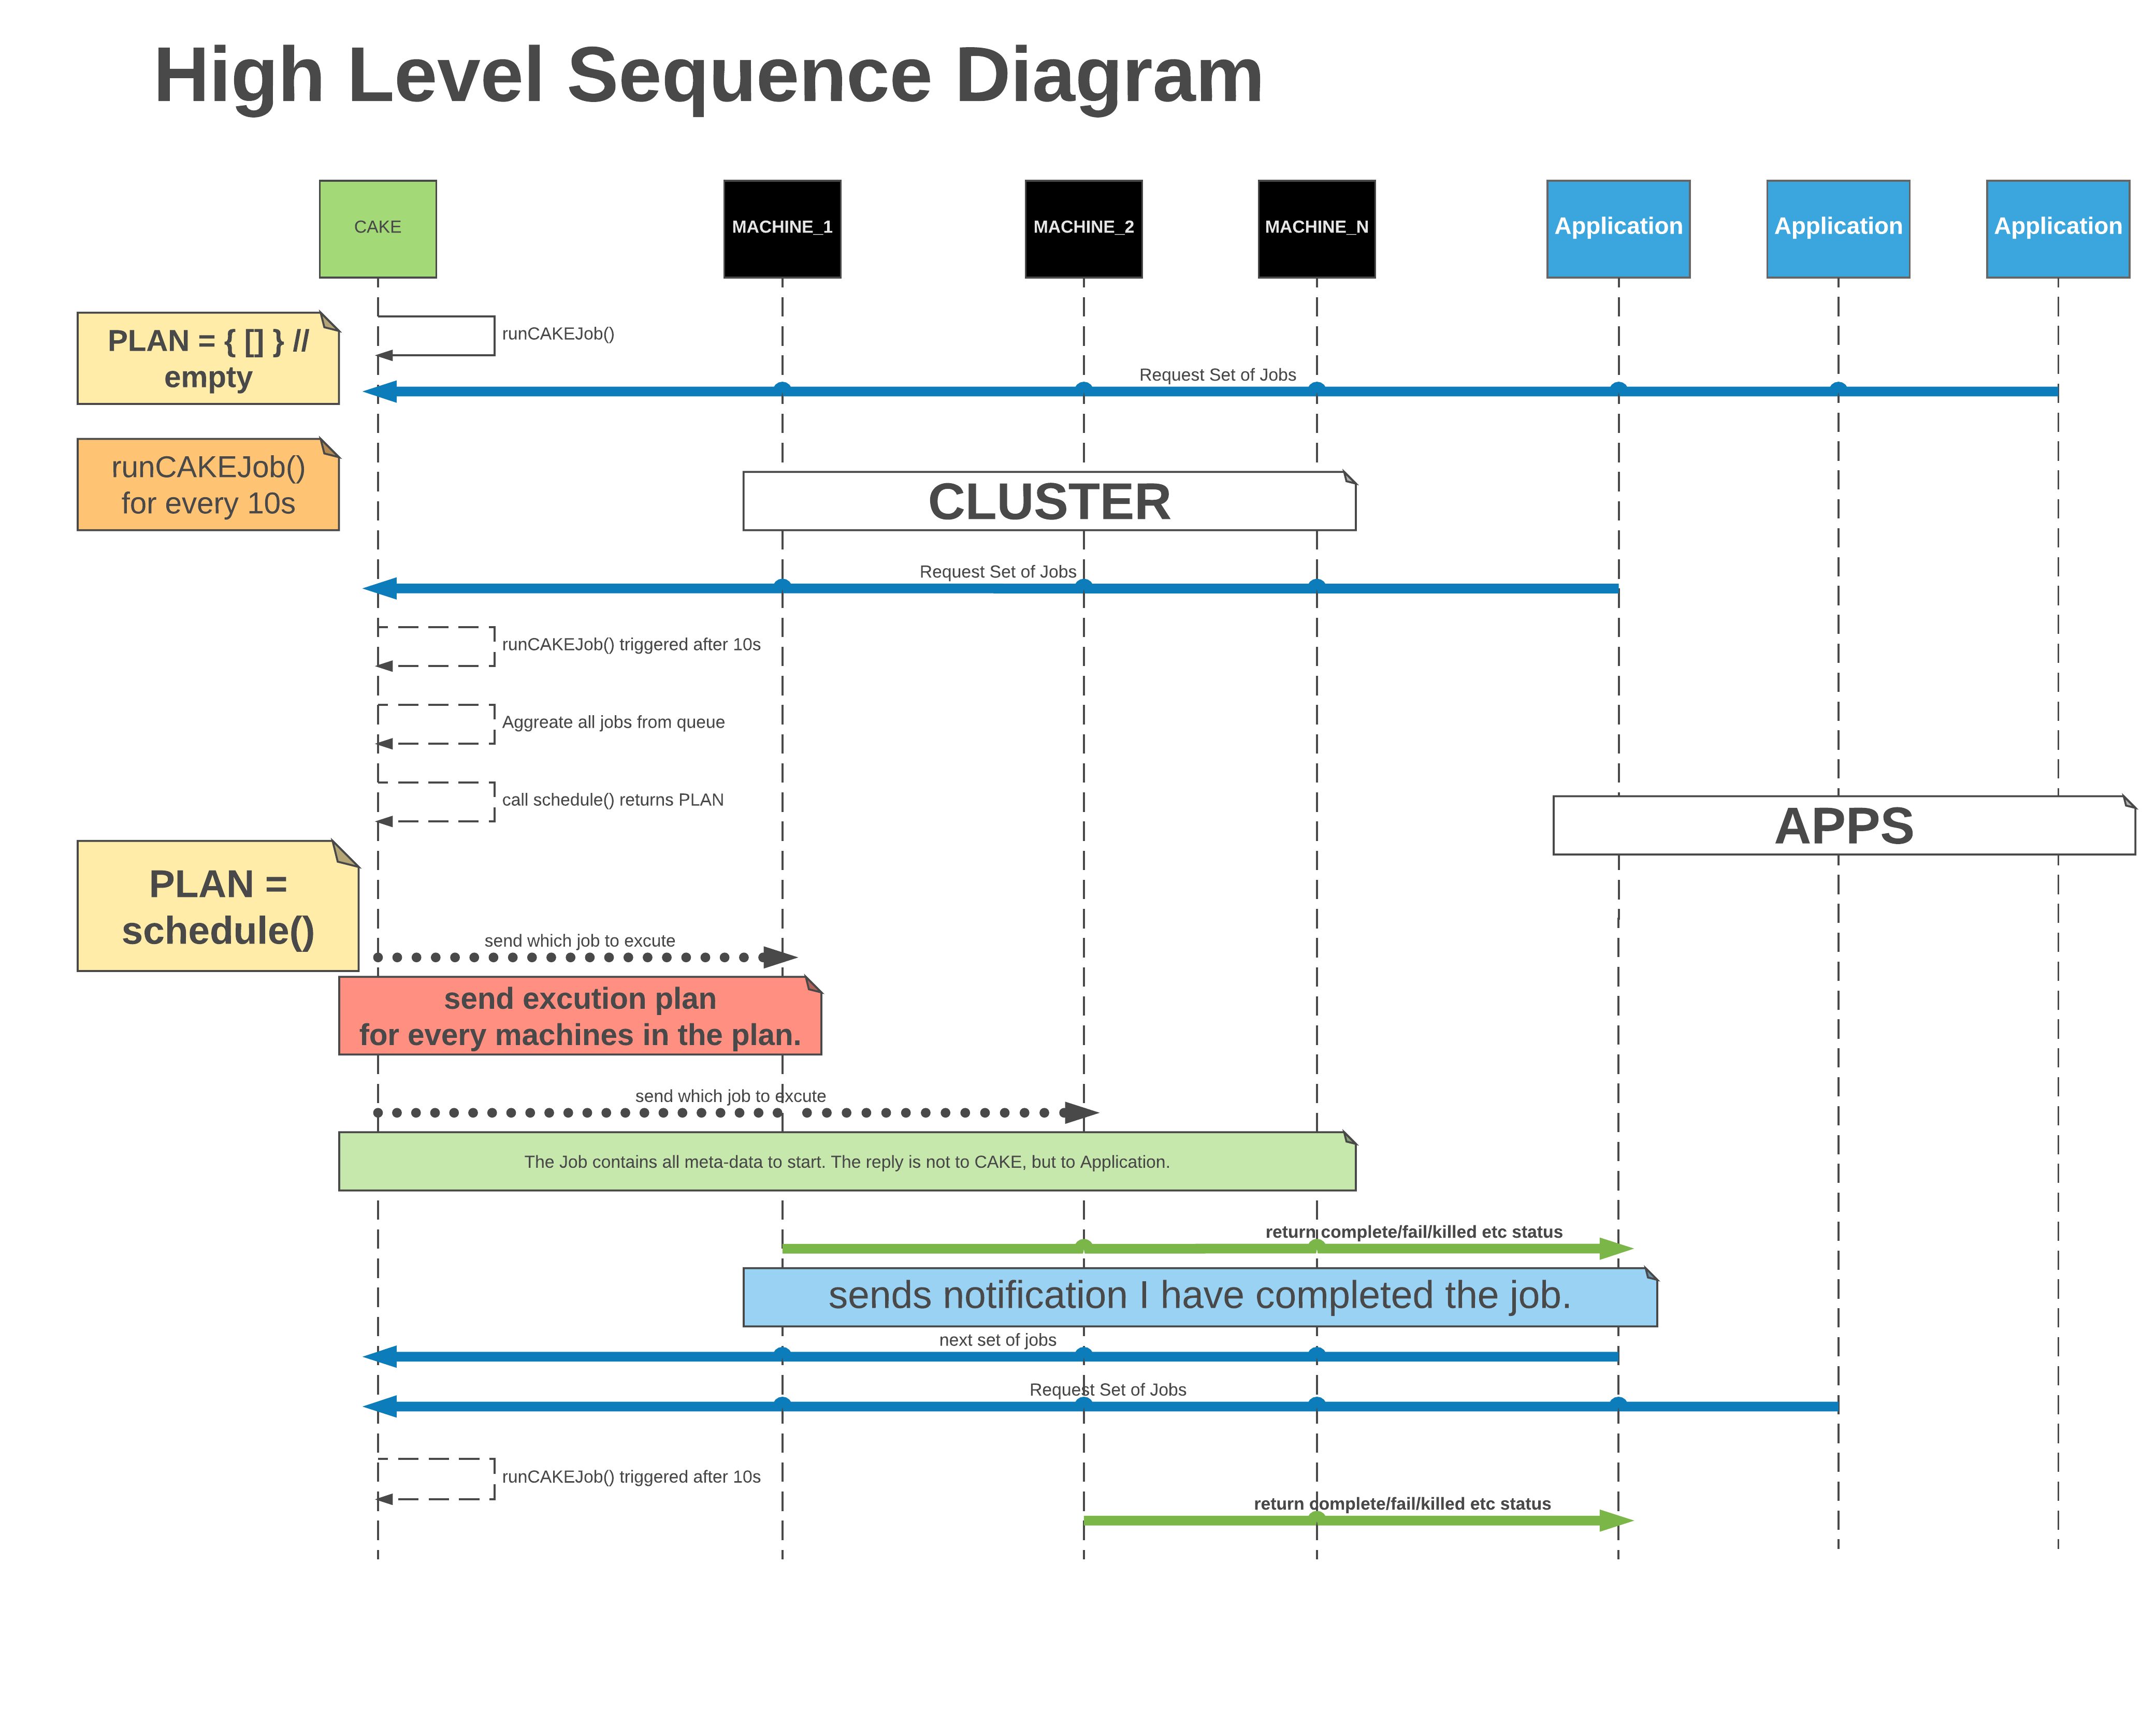 High Level Sequence Diagram
CAKE
MACHINE_1
MACHINE_2
MACHINE_N
Application
Application
Application
PLAN = { [] } //
empty
runCAKEJob()
Request Set of Jobs
runCAKEJob()
for every 10s
CLUSTER
Request Set of Jobs
runCAKEJob() triggered after 10s
Aggreate all jobs from queue
call schedule() returns PLAN
APPS
PLAN =
schedule()
send which job to excute
send excution plan
for every machines in the plan.
send which job to excute
The Job contains all meta-data to start. The reply is not to CAKE, but to Application.
return complete/fail/killed etc status
sends notification I have completed the job.
next set of jobs
Request Set of Jobs
runCAKEJob() triggered after 10s
return complete/fail/killed etc status